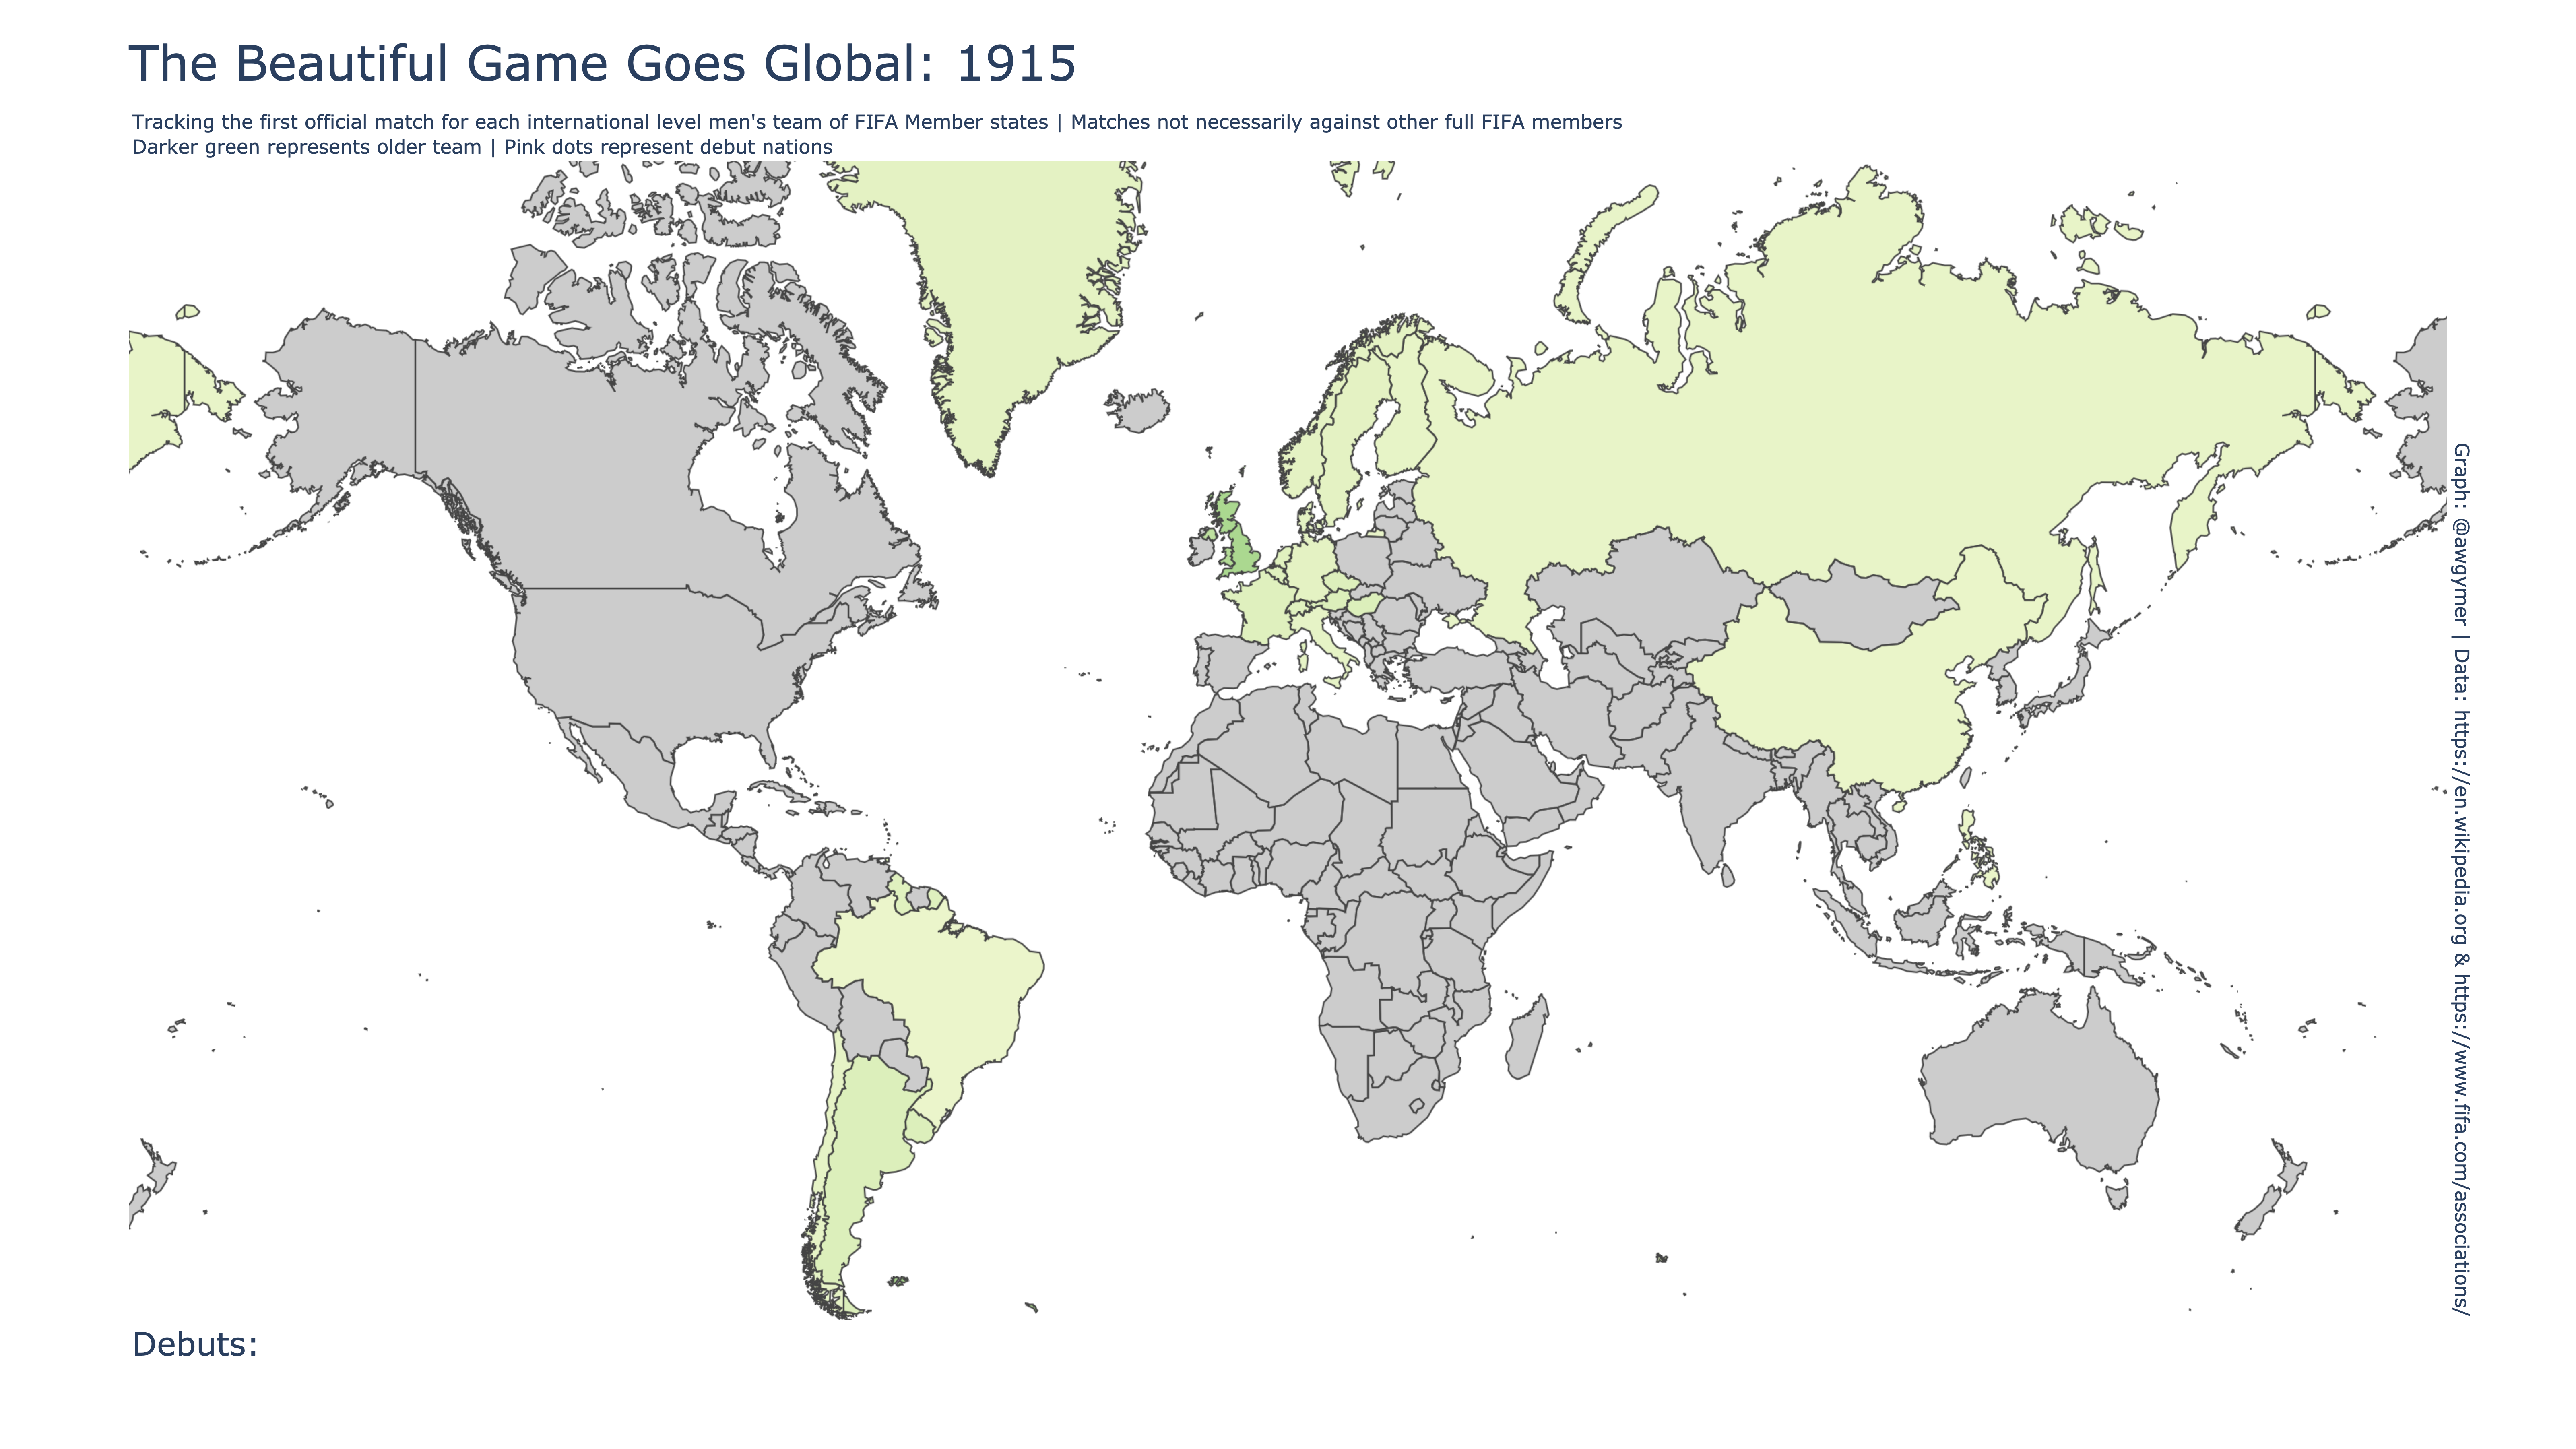 The Beautiful Game Goes Global: 1915
Tracking the first official match for each international level men's team of FIFA Member states | Matches not necessarily against other full FIFA members
Darker green represents older team | Pink dots represent debut nations
Graph: @awgymer | Data: https://en.wikipedia.org & https://www.fifa.com/associations/
Debuts: